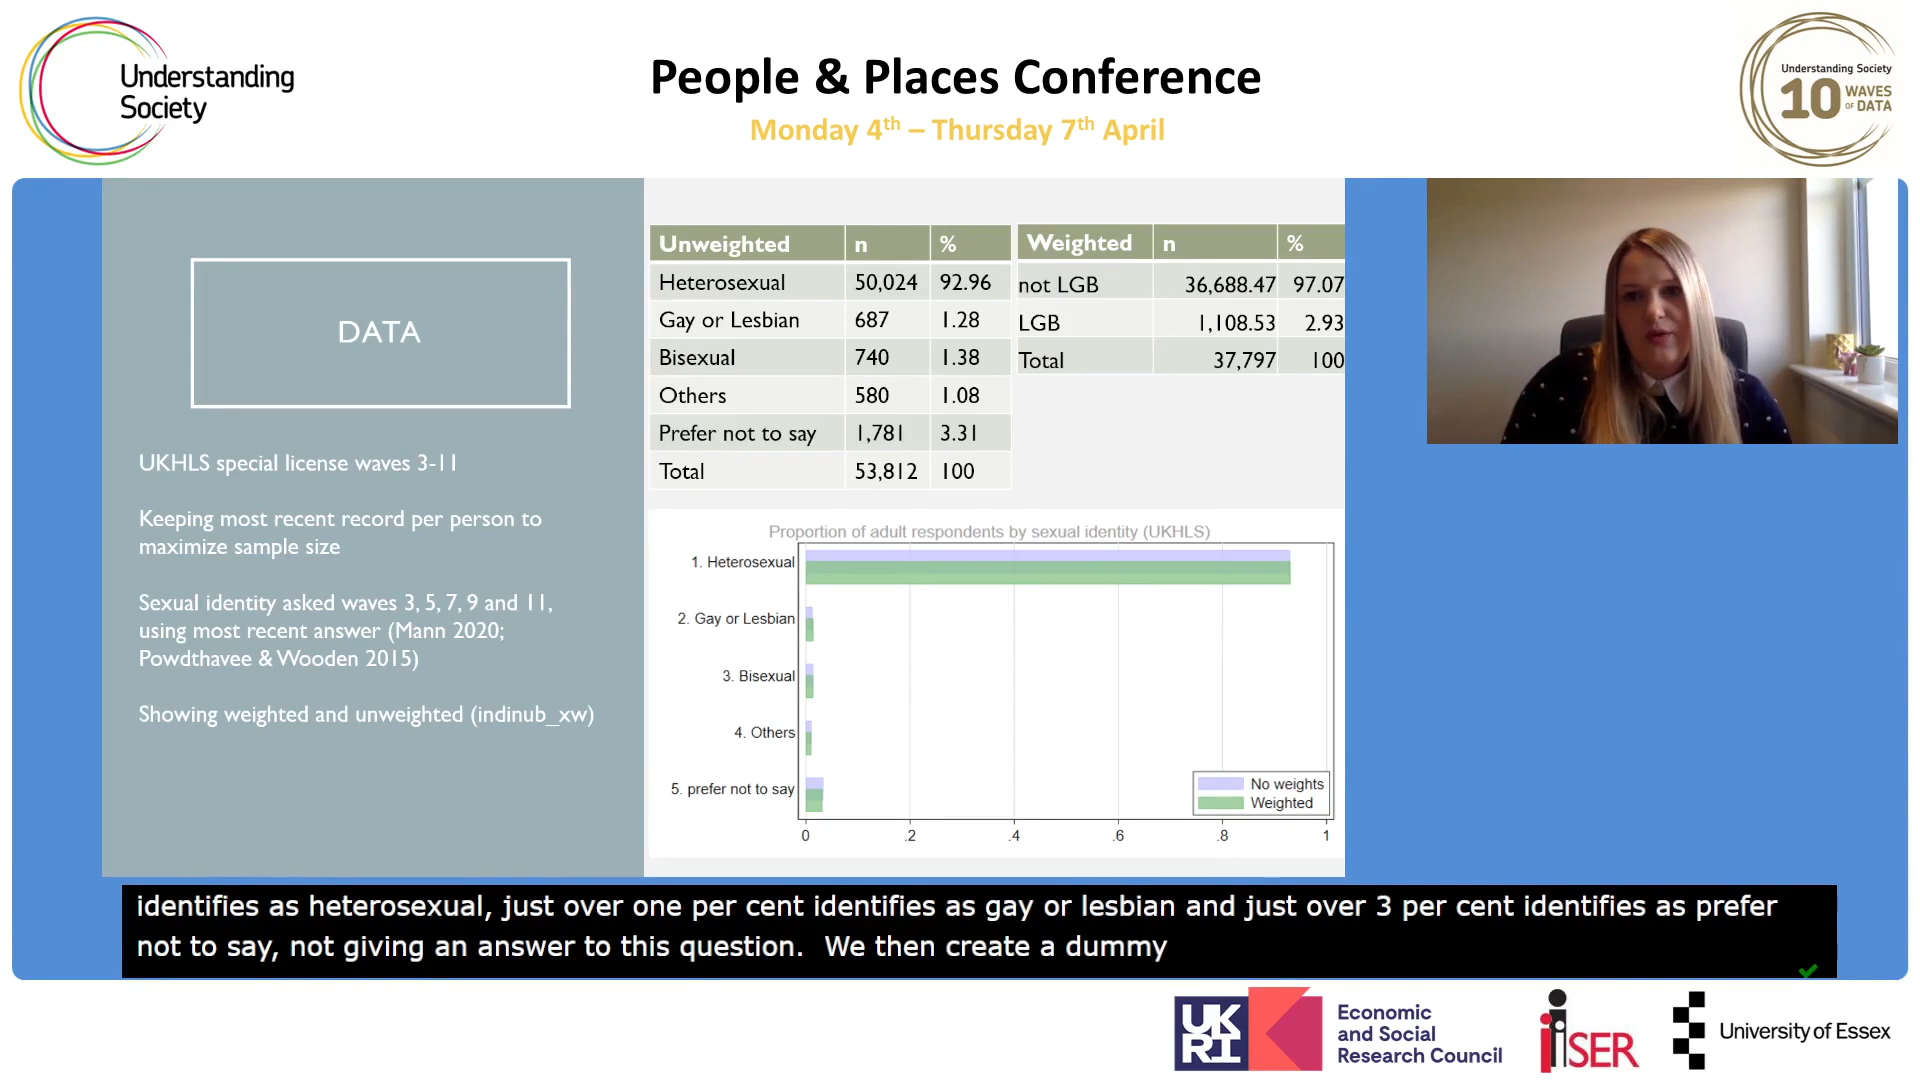 Understanding
Society
People & Places Conference
Monday 4th – Thursday 7th April
Understanding Society
10 WAVES
OF DATA
DATA
UKHLS special license waves 3-11
Keeping most recent record per person to
maximize sample size
Sexual identity asked waves 3, 5, 7, 9 and 11,
using most recent answer (Mann 2020;
Powdthavee & Wooden 2015)
Showing weighted and unweighted (indinub_xw)
Unweighted n %
Heterosexual 50,024 92.96
Gay or Lesbian 687 1.28
Bisexual 740 1.38
Others 580 1.08
Prefer not to say 1,781 3.31
Total 53,812 100
Weighted n %
not LGB 36,688.47 97.07
LGB 1,108.53 2.93
Total 37,797 100
Proportion of adult respondents by sexual identity (UKHLS)
1. Heterosexual
2. Gay or Lesbian
3. Bisexual
4. Others
5. prefer not to say
No weights
Weighted
0 .2 .4 .6 .8 1
identifies as heterosexual, just over one per cent identifies as gay or lesbian and just over 3 per cent identifies as prefer
not to say, not giving an answer to this question.  We then create a dummy
UK
RI
Economic
and Social
Research Council
iSER
University of Essex